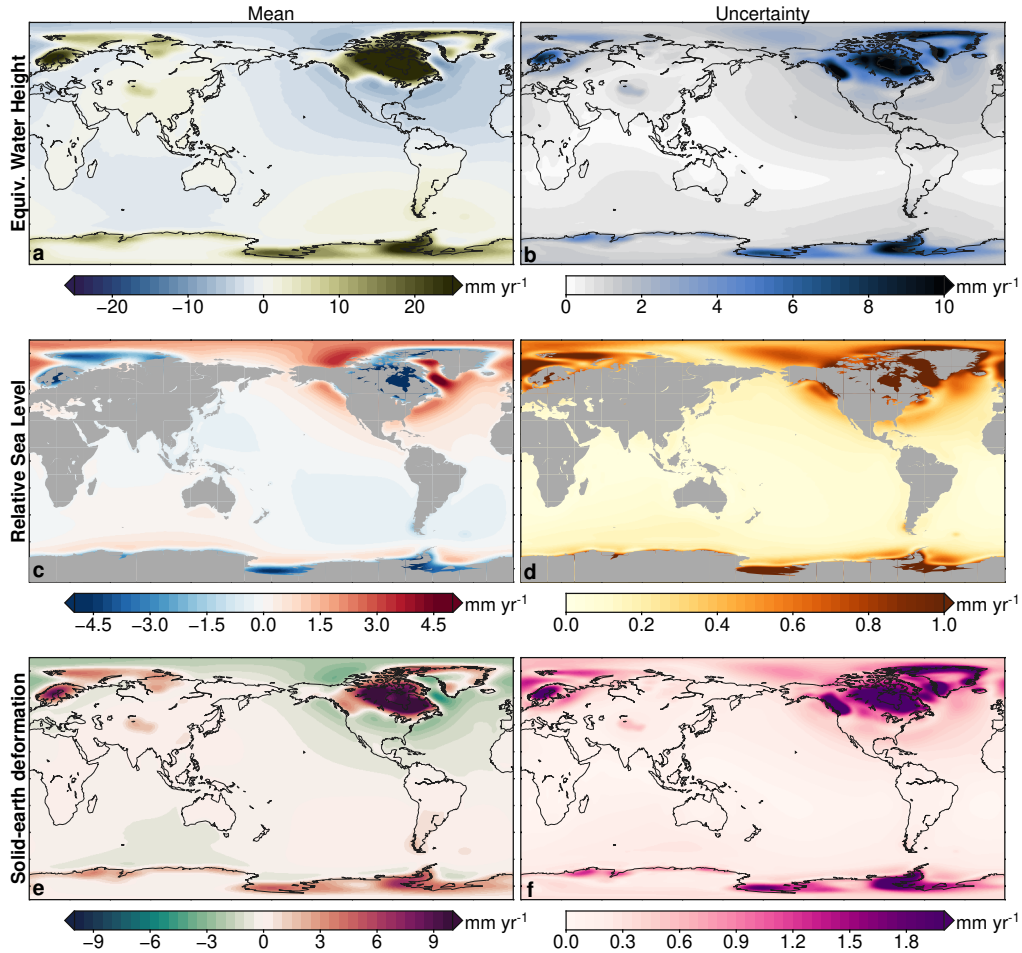 Mean
Uncertainty
Equiv. Water Height
a
b
−20 −10 0 10 20 mm yr-1
0 2 4 6 8 10 mm yr-1
Relative Sea Level
c
d
−4.5 −3.0 −1.5 0.0 1.5 3.0 4.5 mm yr-1
0.0 0.2 0.4 0.6 0.8 1.0 mm yr-1
Solid-earth deformation
e
f
−9 −6 −3 0 3 6 9 mm yr-1
0.0 0.3 0.6 0.9 1.2 1.5 1.8 mm yr-1